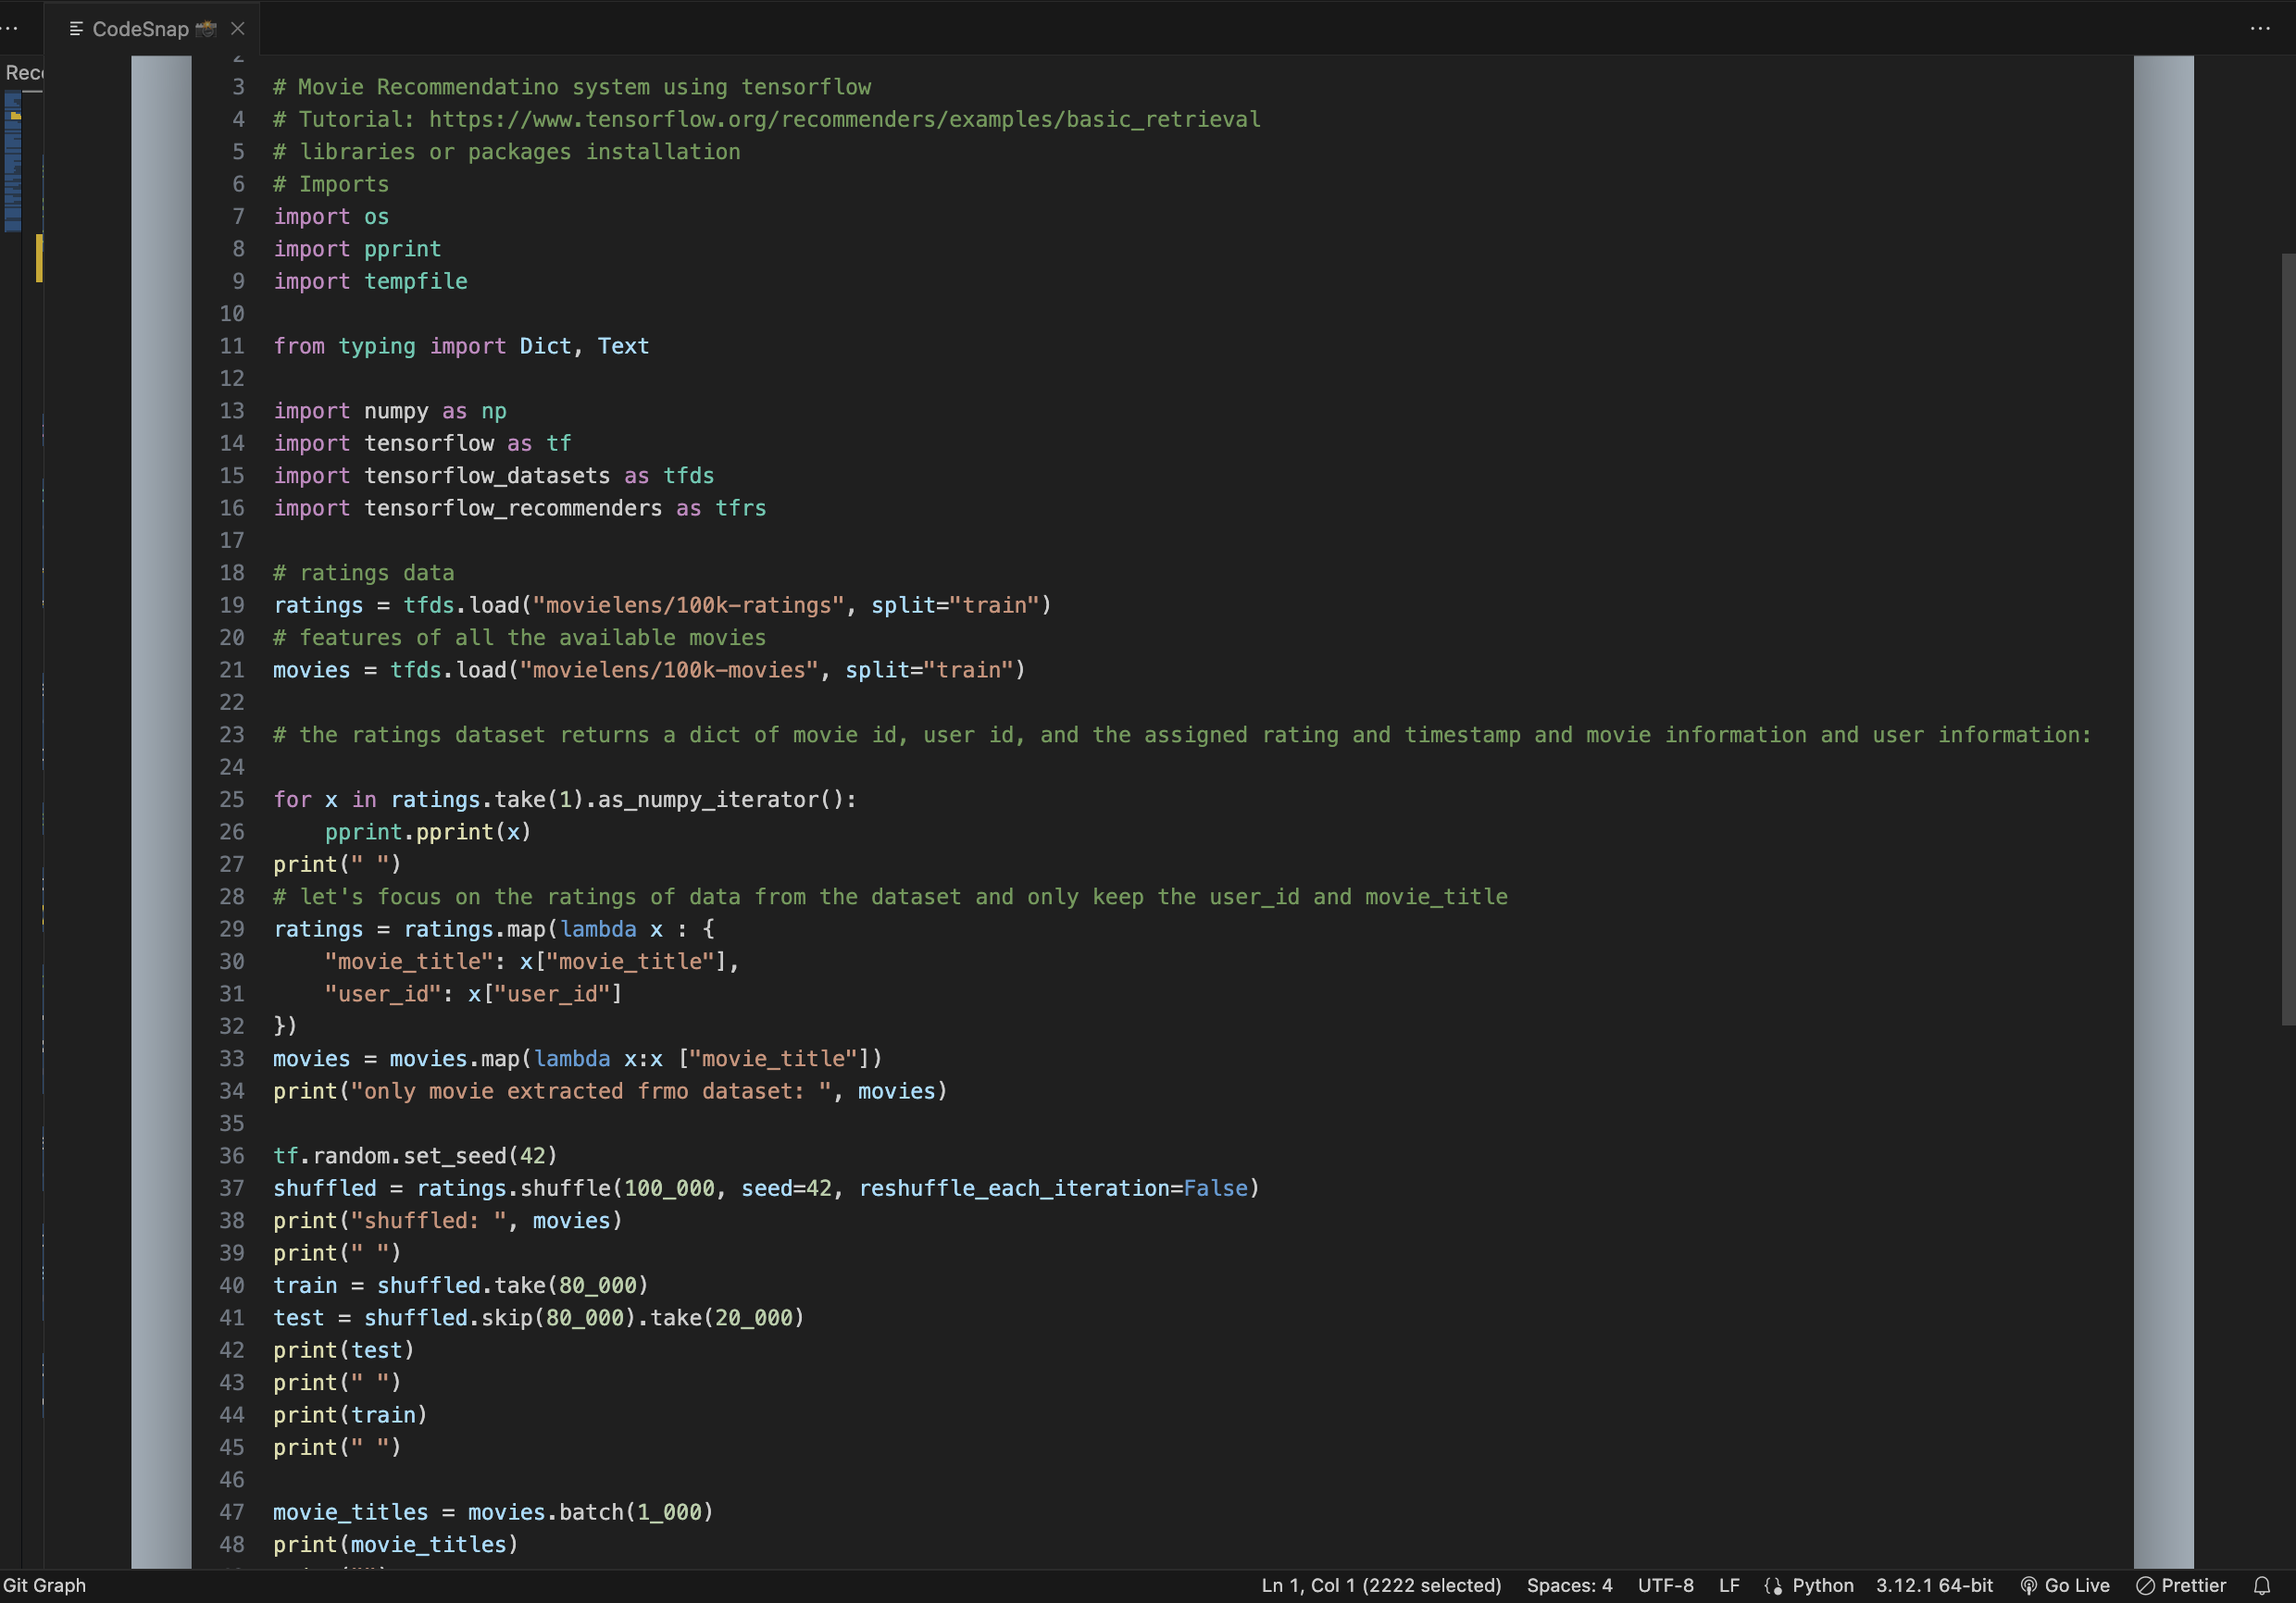 CodeSnap
Reco
2
3 # Movie Recommendatino system using tensorflow
4 # Tutorial: https://www.tensorflow.org/recommenders/examples/basic_retrieval
5 # libraries or packages installation
6 # Imports
7 import os
8 import pprint
9 import tempfile
10
11 from typing import Dict, Text
12
13 import numpy as np
14 import tensorflow as tf
15 import tensorflow_datasets as tfds
16 import tensorflow_recommenders as tfrs
17
18 # ratings data
19 ratings = tfds.load("movielens/100k-ratings", split="train")
20 # features of all the available movies
21 movies = tfds.load("movielens/100k-movies", split="train")
22
23 # the ratings dataset returns a dict of movie id, user id, and the assigned rating and timestamp and movie information and user information:
24
25 for x in ratings.take(1).as_numpy_iterator():
26     pprint.pprint(x)
27 print(" ")
28 # let's focus on the ratings of data from the dataset and only keep the user_id and movie_title
29 ratings = ratings.map(lambda x : {
30     "movie_title": x["movie_title"],
31     "user_id": x["user_id"]
32 })
33 movies = movies.map(lambda x:x ["movie_title"])
34 print("only movie extracted frmo dataset: ", movies)
35
36 tf.random.set_seed(42)
37 shuffled = ratings.shuffle(100_000, seed=42, reshuffle_each_iteration=False)
38 print("shuffled: ", movies)
39 print(" ")
40 train = shuffled.take(80_000)
41 test = shuffled.skip(80_000).take(20_000)
42 print(test)
43 print(" ")
44 print(train)
45 print(" ")
46
47 movie_titles = movies.batch(1_000)
48 print(movie_titles)
Git Graph Ln 1, Col 1 (2222 selected) Spaces: 4 UTF-8 LF Python 3.12.1 64-bit Go Live Prettier